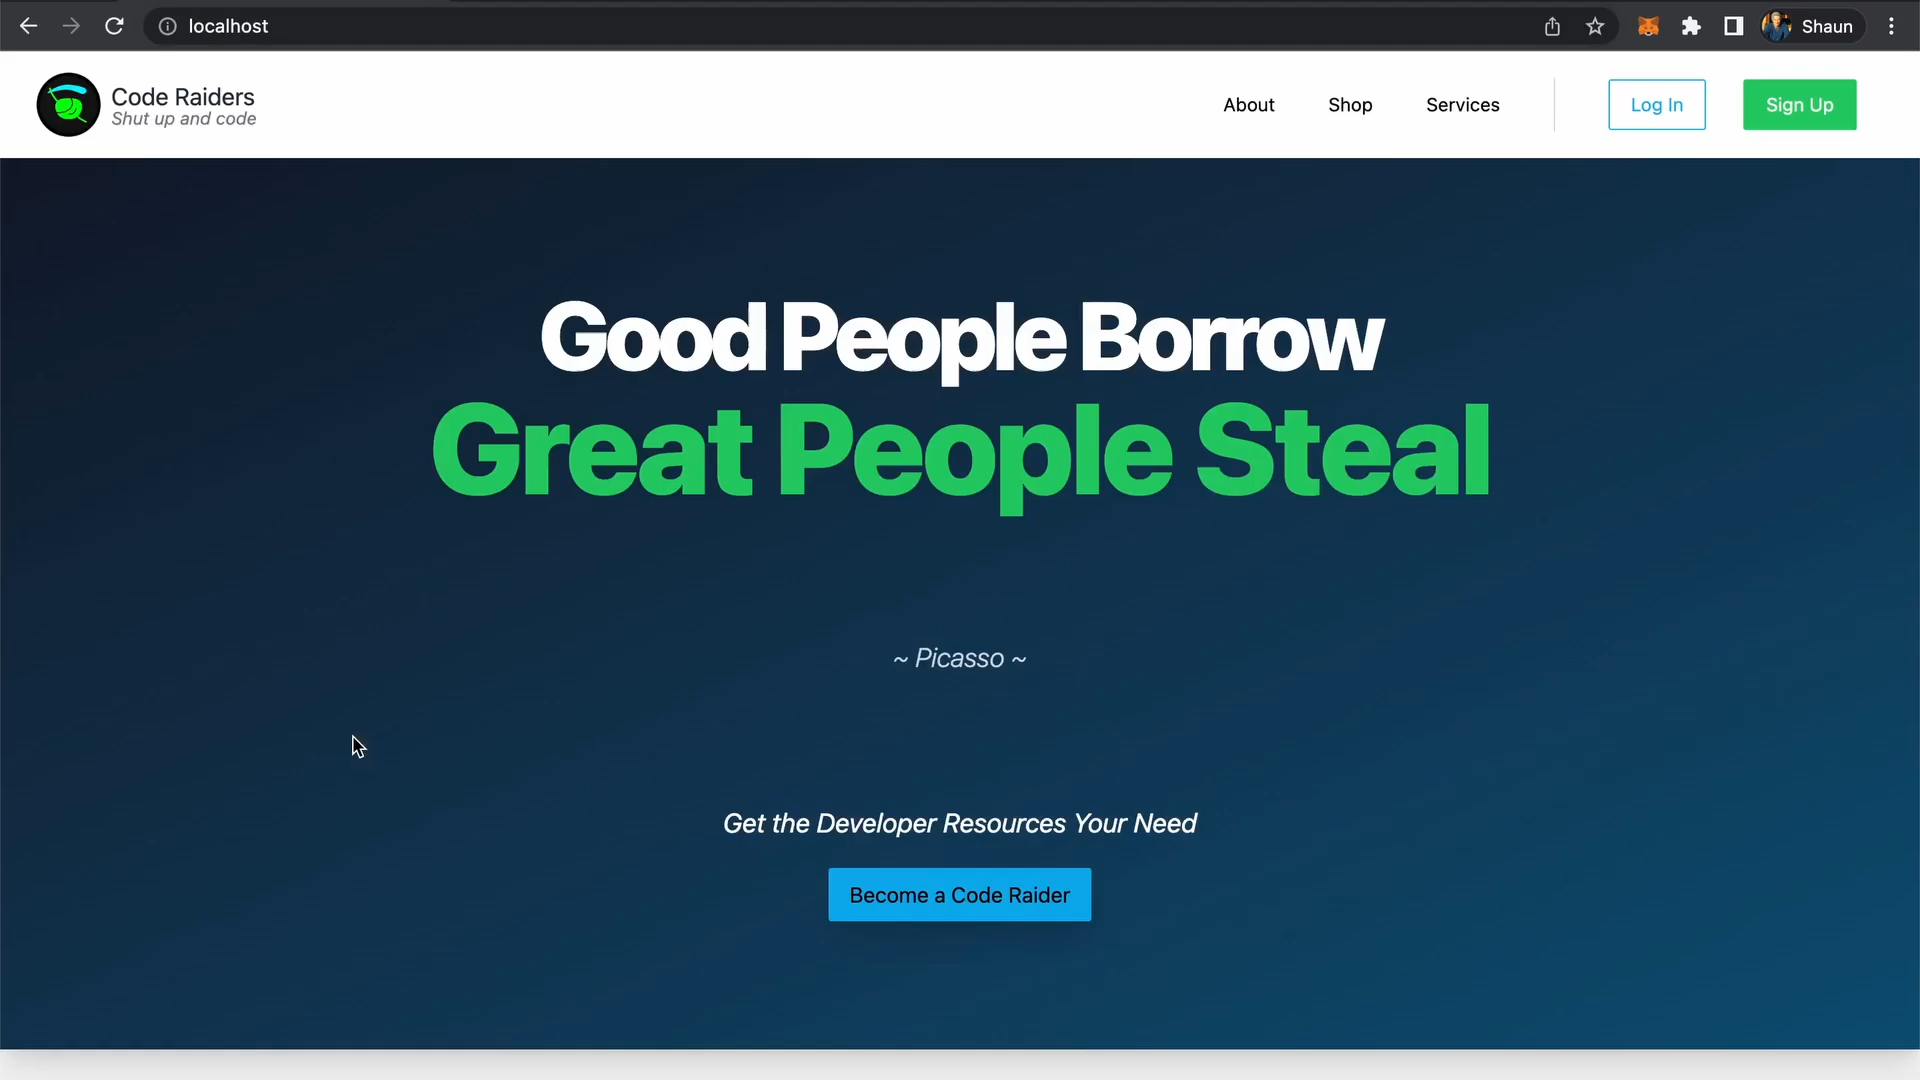 localhost
Shaun
Code Raiders
Shut up and code
About
Shop
Services
Log In
Sign Up
Good People Borrow
Great People Steal
~ Picasso ~
Get the Developer Resources Your Need
Become a Code Raider